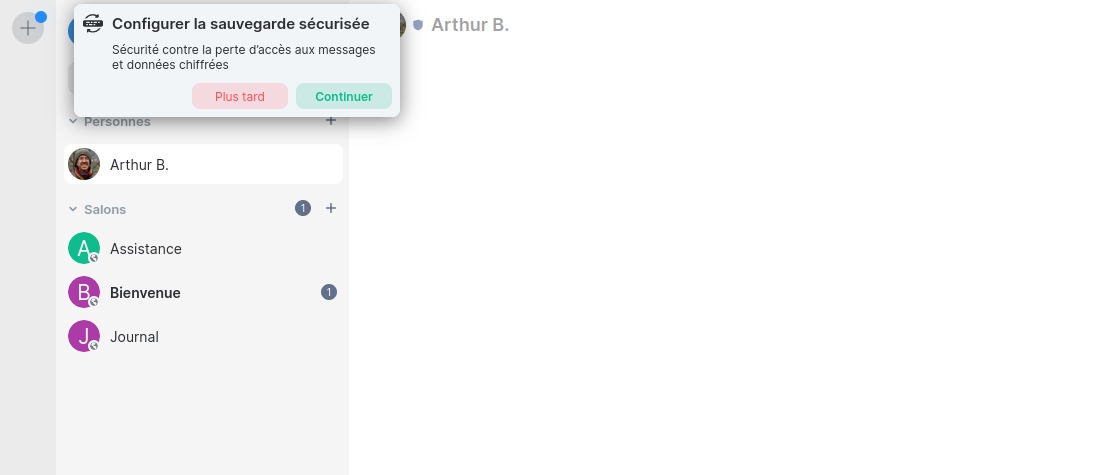 Configurer la sauvegarde sécurisée
Sécurité contre la perte d’accès aux messages
et données chiffrées
Plus tard
Continuer
Arthur B.
Personnes
Arthur B.
Salons
1
A
Assistance
B
Bienvenue
1
J
Journal